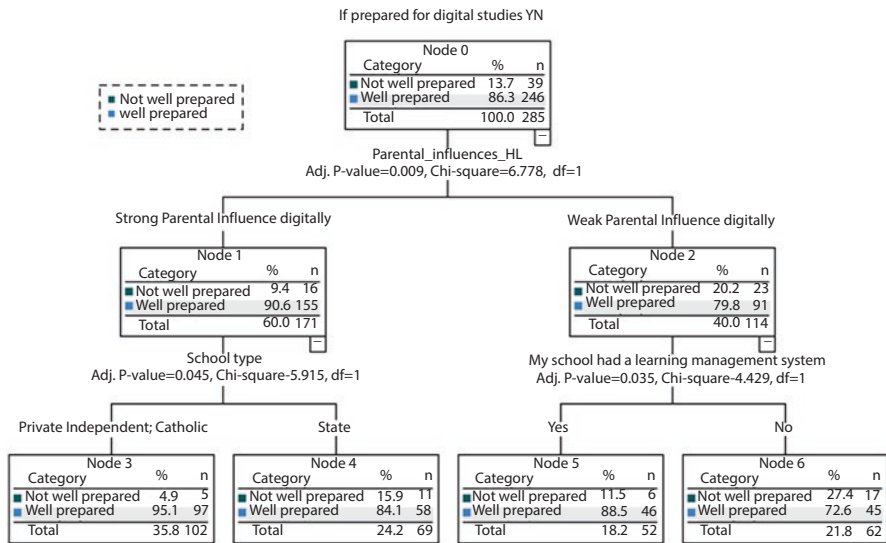 If prepared for digital studies YN
Node 0
Category % n
Not well prepared 13.7 39
Well prepared 86.3 246
Total 100.0 285
Not well prepared
well prepared
Parental_influences_HL
Adj. P-value=0.009, Chi-square=6.778, df=1
Strong Parental Influence digitally
Weak Parental Influence digitally
Node 1
Category % n
Not well prepared 9.4 16
Well prepared 90.6 155
Total 60.0 171
Node 2
Category % n
Not well prepared 20.2 23
Well prepared 79.8 91
Total 40.0 114
School type
Adj. P-value=0.045, Chi-square-5.915, df=1
My school had a learning management system
Adj. P-value=0.035, Chi-square-4.429, df=1
Private Independent; Catholic
State
Yes
No
Node 3
Category % n
Not well prepared 4.9 5
Well prepared 95.1 97
Total 35.8 102
Node 4
Category % n
Not well prepared 15.9 11
Well prepared 84.1 58
Total 24.2 69
Node 5
Category % n
Not well prepared 11.5 6
Well prepared 88.5 46
Total 18.2 52
Node 6
Category % n
Not well prepared 27.4 17
Well prepared 72.6 45
Total 21.8 62